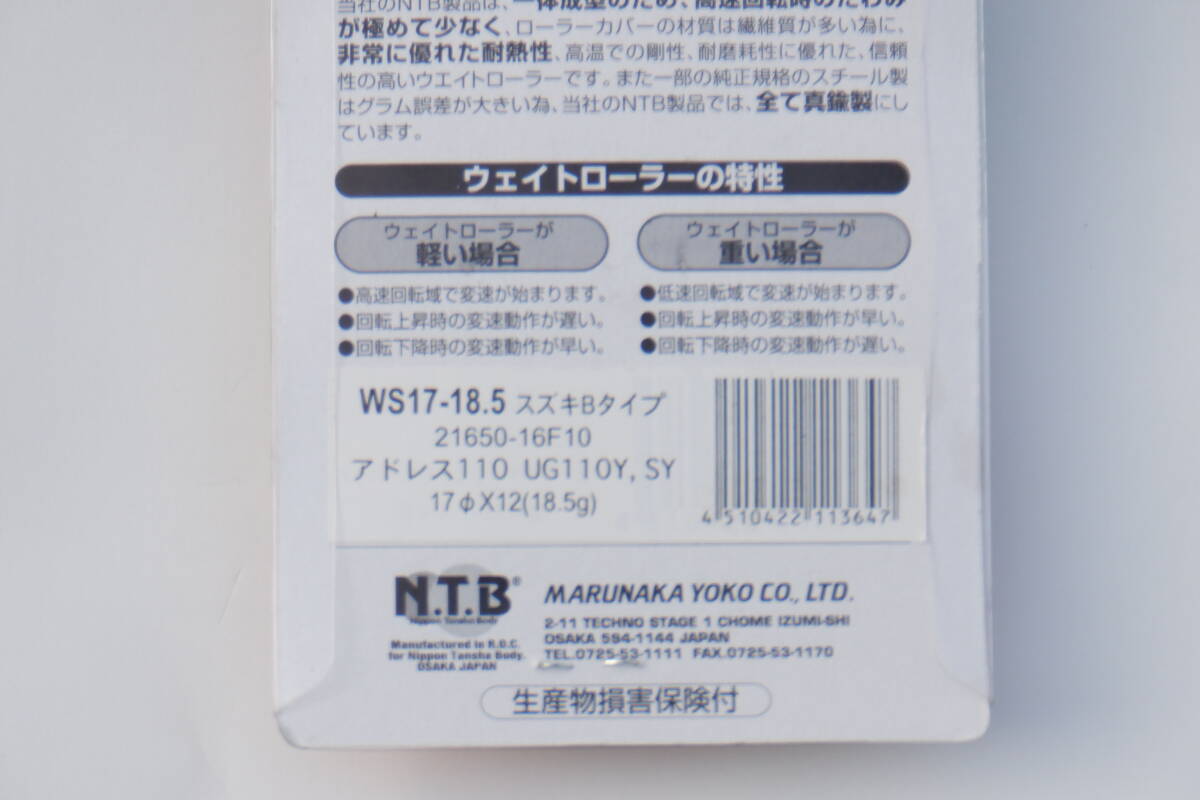 当社のNTB製品は、一体成型のため、高速回転時のたわみ
が極めて少なく、ローラーカバーの材質は繊維質が多い為に、
非常に優れた耐熱性、高温での剛性、耐磨耗性に優れた、信頼
性の高いウエイトローラーです。また一部の純正規格のスチール製
はグラム誤差が大きい為、当社のNTB製品では、全て真鍮製にし
ています。
ウェイトローラーの特性
ウェイトローラーが
軽い場合
●高速回転域で変速が始まります。
●回転上昇時の変速動作が遅い。
●回転下降時の変速動作が早い。
ウェイトローラーが
重い場合
●低速回転域で変速が始まります。
●回転上昇時の変速動作が早い。
●回転下降時の変速動作が遅い。
WS17-18.5 スズキBタイプ
21650-16F10
アドレス110 UG110Y, SY
17φX12(18.5g)
4 510422 113647
N.T.B®
Nippon Tansha Body
Manufactured in R.O.C.
for Nippon Tansha Body.
OSAKA JAPAN
MARUNAKA YOKO CO., LTD.
2-11 TECHNO STAGE 1 CHOME IZUMI-SHI
OSAKA 594-1144 JAPAN
TEL.0725-53-1111 FAX.0725-53-1170
生産物損害保険付